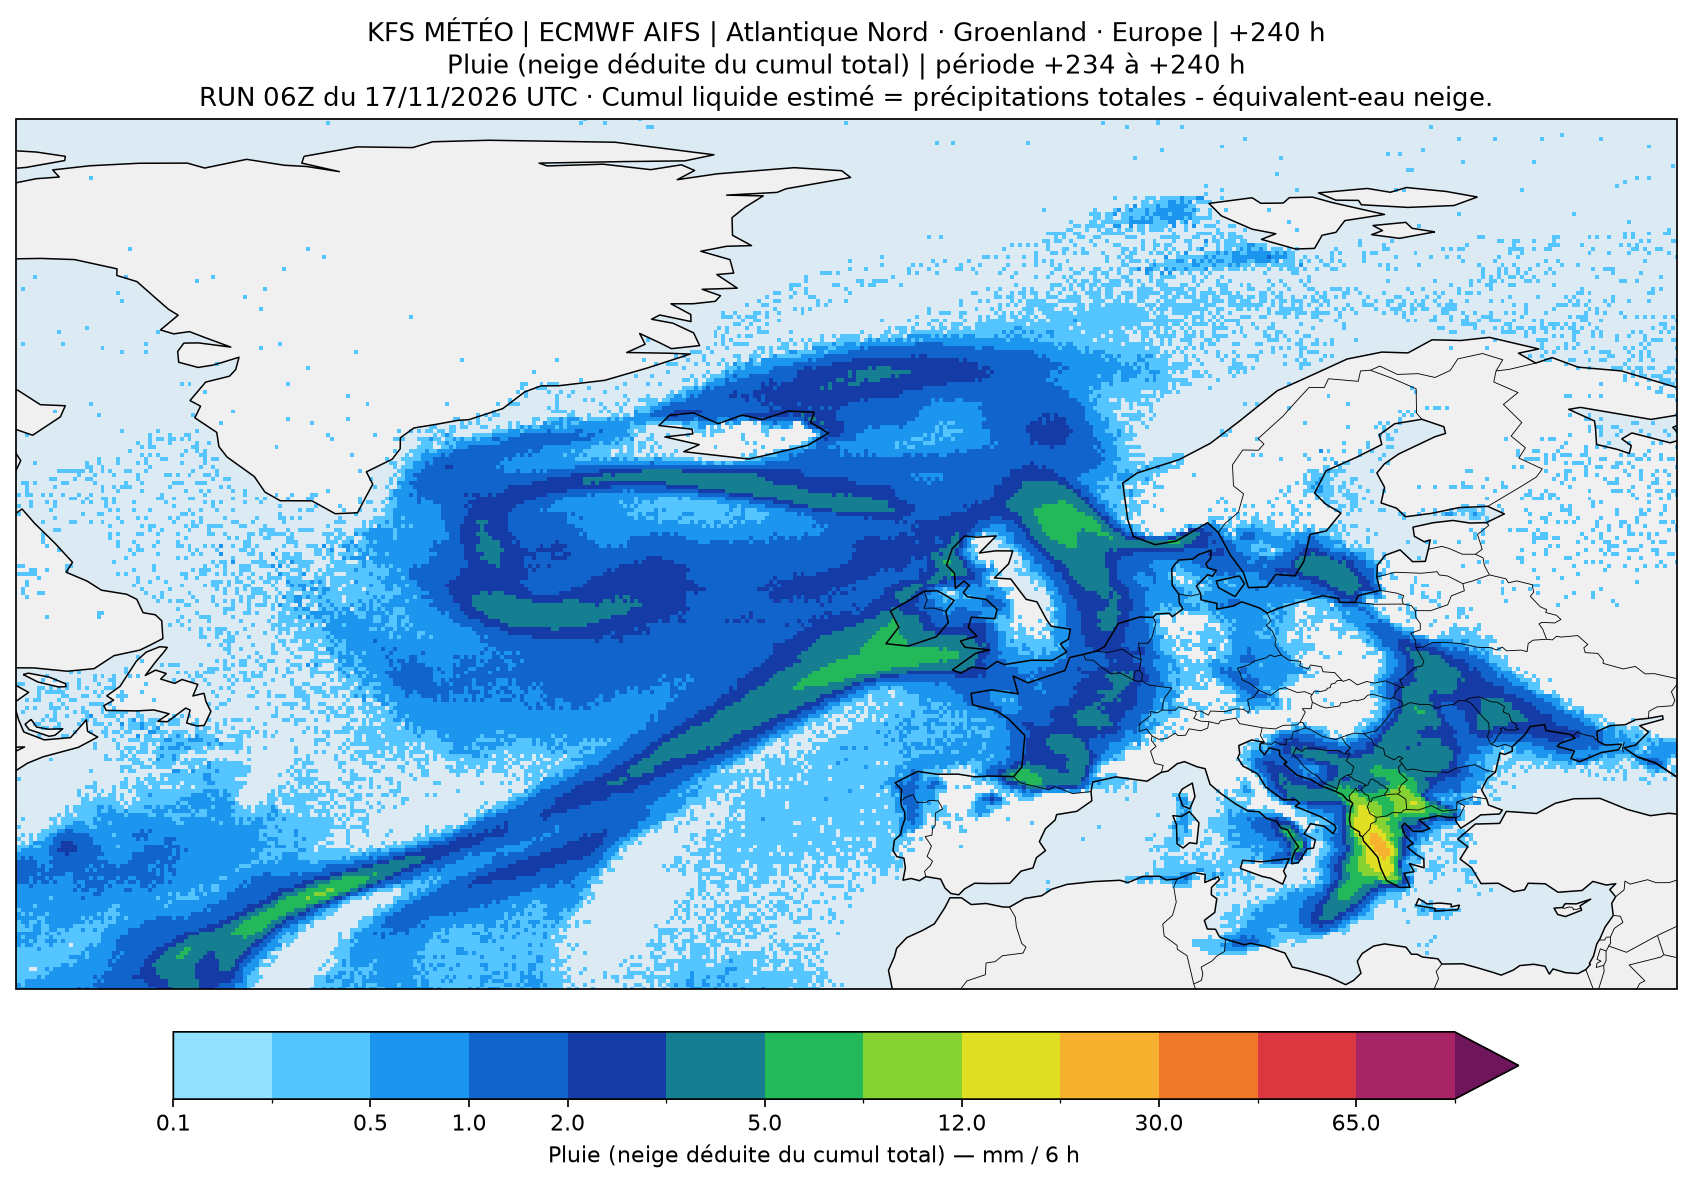 KFS MÉTÉO | ECMWF AIFS | Atlantique Nord · Groenland · Europe | +240 h
Pluie (neige déduite du cumul total) | période +234 à +240 h
RUN 06Z du 17/11/2026 UTC · Cumul liquide estimé = précipitations totales - équivalent-eau neige.
0.1 0.5 1.0 2.0 5.0 12.0 30.0 65.0
Pluie (neige déduite du cumul total) — mm / 6 h